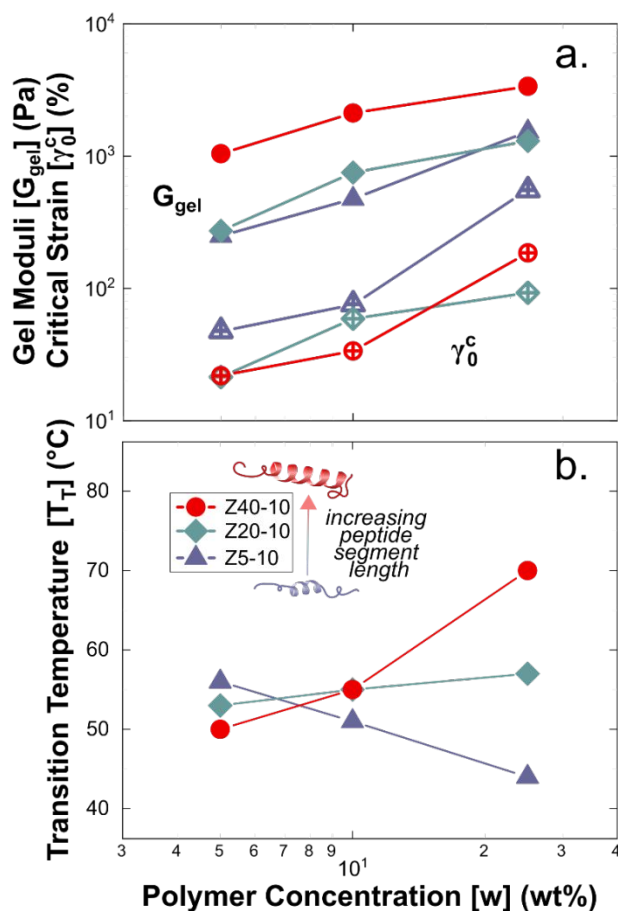 a.
Gel Moduli [G_gel] (Pa)
Critical Strain [γ₀ᶜ] (%)
10⁴
10³
10²
10¹
G_gel
γ₀ᶜ
b.
Transition Temperature [T_T] (°C)
80
70
60
50
40
Z40-10
Z20-10
Z5-10
increasing
peptide
segment
length
3 4 5 6 7 8 9 10¹ 2 3 4
Polymer Concentration [w] (wt%)